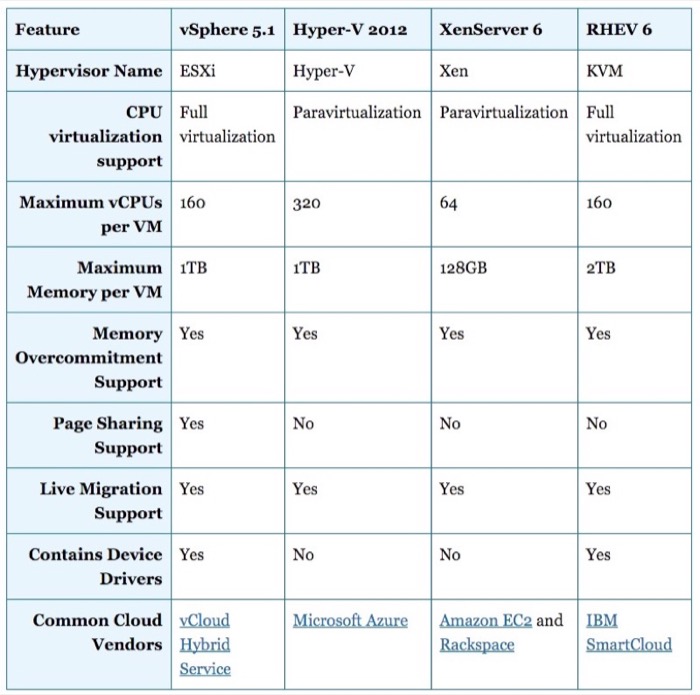 Feature vSphere 5.1 Hyper-V 2012 XenServer 6 RHEV 6
Hypervisor Name ESXi Hyper-V Xen KVM
CPU Full Paravirtualization Paravirtualization Full
virtualization virtualization virtualization
support
Maximum vCPUs 160 320 64 160
per VM
Maximum 1TB 1TB 128GB 2TB
Memory per VM
Memory Yes Yes Yes Yes
Overcommitment
Support
Page Sharing Yes No No No
Support
Live Migration Yes Yes Yes Yes
Support
Contains Device Yes No No Yes
Drivers
Common Cloud vCloud Microsoft Azure Amazon EC2 and IBM
Vendors Hybrid Rackspace SmartCloud
Service